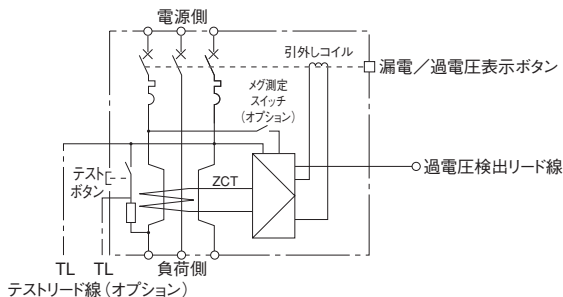 電源側
引外しコイル
漏電／過電圧表示ボタン
メグ測定
スイッチ
(オプション)
過電圧検出リード線
テスト
ボタン
ZCT
TL
TL
負荷側
テストリード線(オプション)